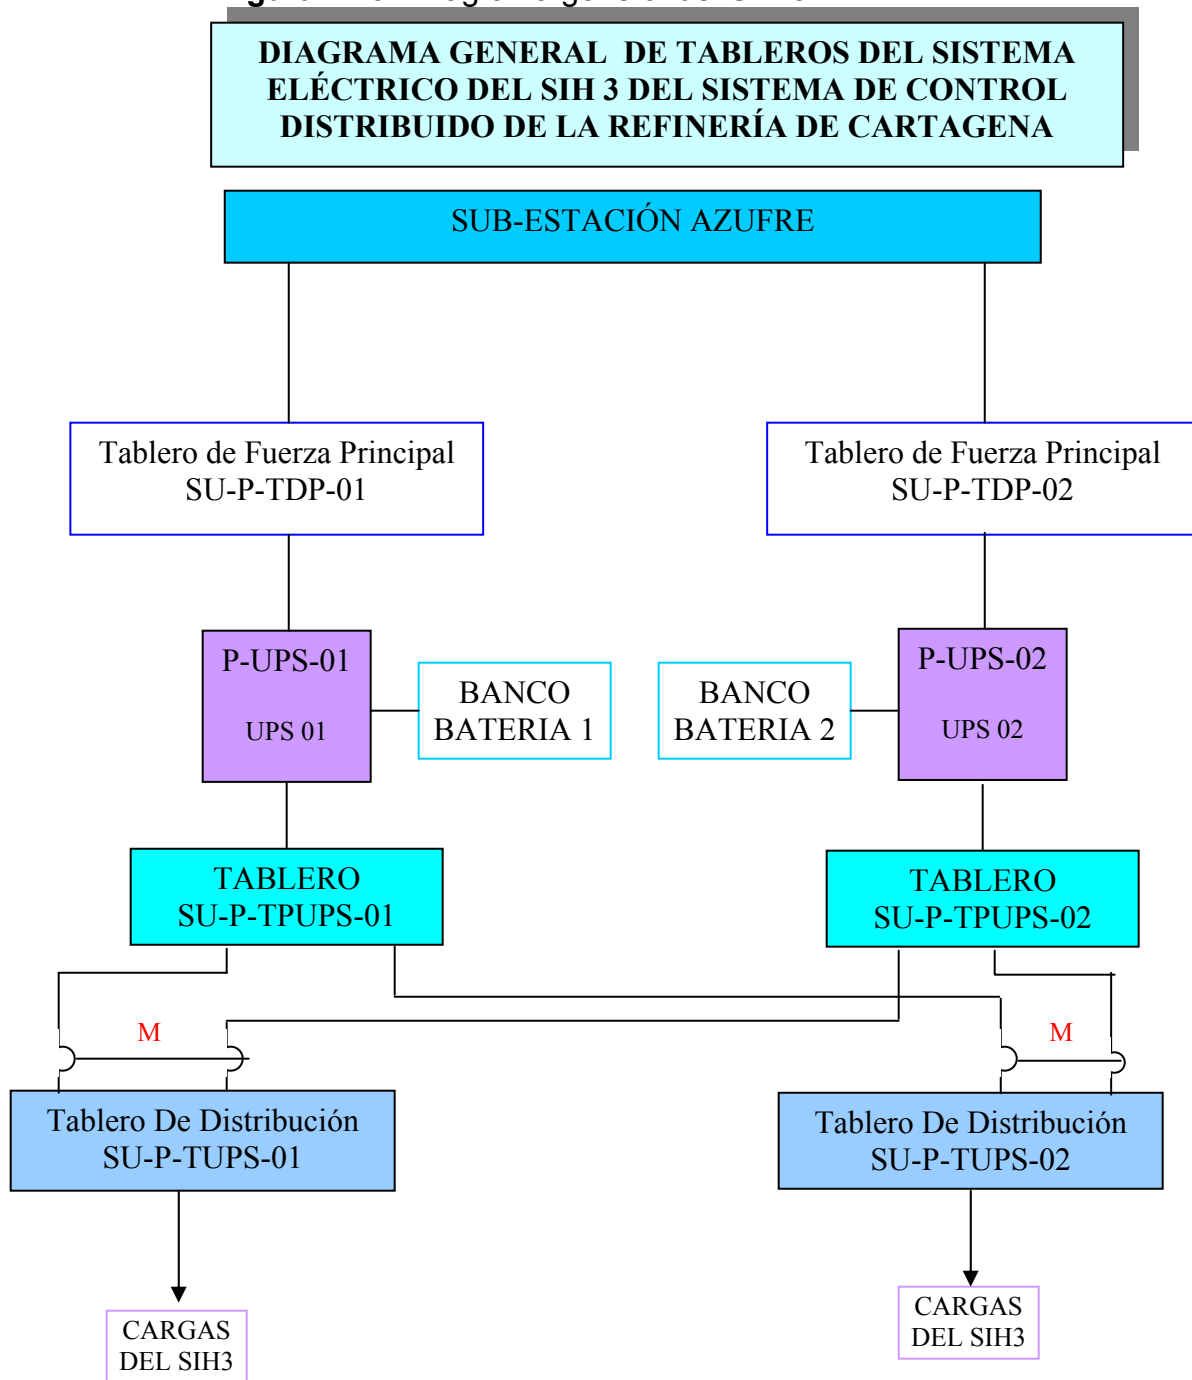 DIAGRAMA GENERAL DE TABLEROS DEL SISTEMA
ELÉCTRICO DEL SIH 3 DEL SISTEMA DE CONTROL
DISTRIBUIDO DE LA REFINERÍA DE CARTAGENA
SUB-ESTACIÓN AZUFRE
Tablero de Fuerza Principal
SU-P-TDP-01
Tablero de Fuerza Principal
SU-P-TDP-02
P-UPS-01
UPS 01
BANCO
BATERIA 1
BANCO
BATERIA 2
P-UPS-02
UPS 02
TABLERO
SU-P-TPUPS-01
TABLERO
SU-P-TPUPS-02
M
M
Tablero De Distribución
SU-P-TUPS-01
Tablero De Distribución
SU-P-TUPS-02
CARGAS
DEL SIH3
CARGAS
DEL SIH3